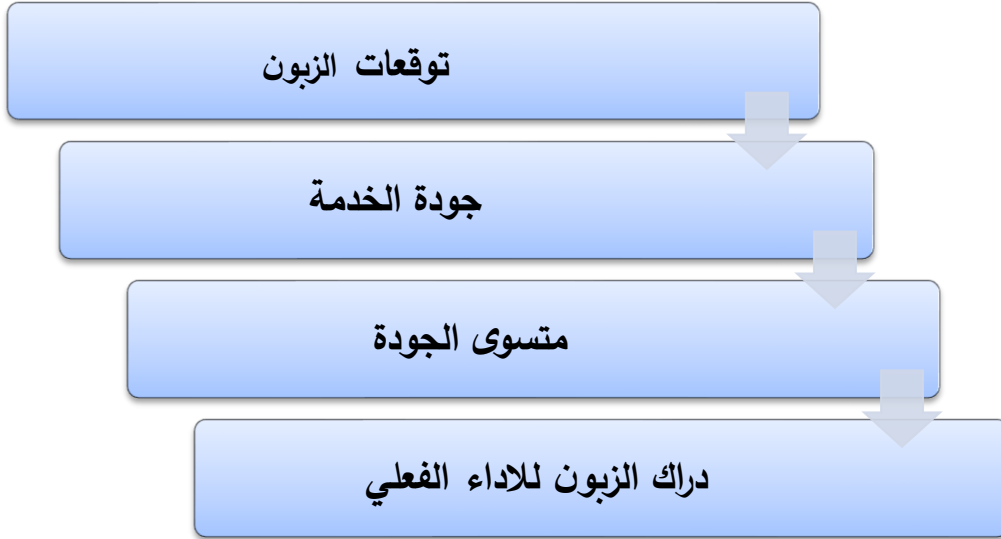 توقعات الزبون
جودة الخدمة
متسوى الجودة
دراك الزبون للاداء الفعلي